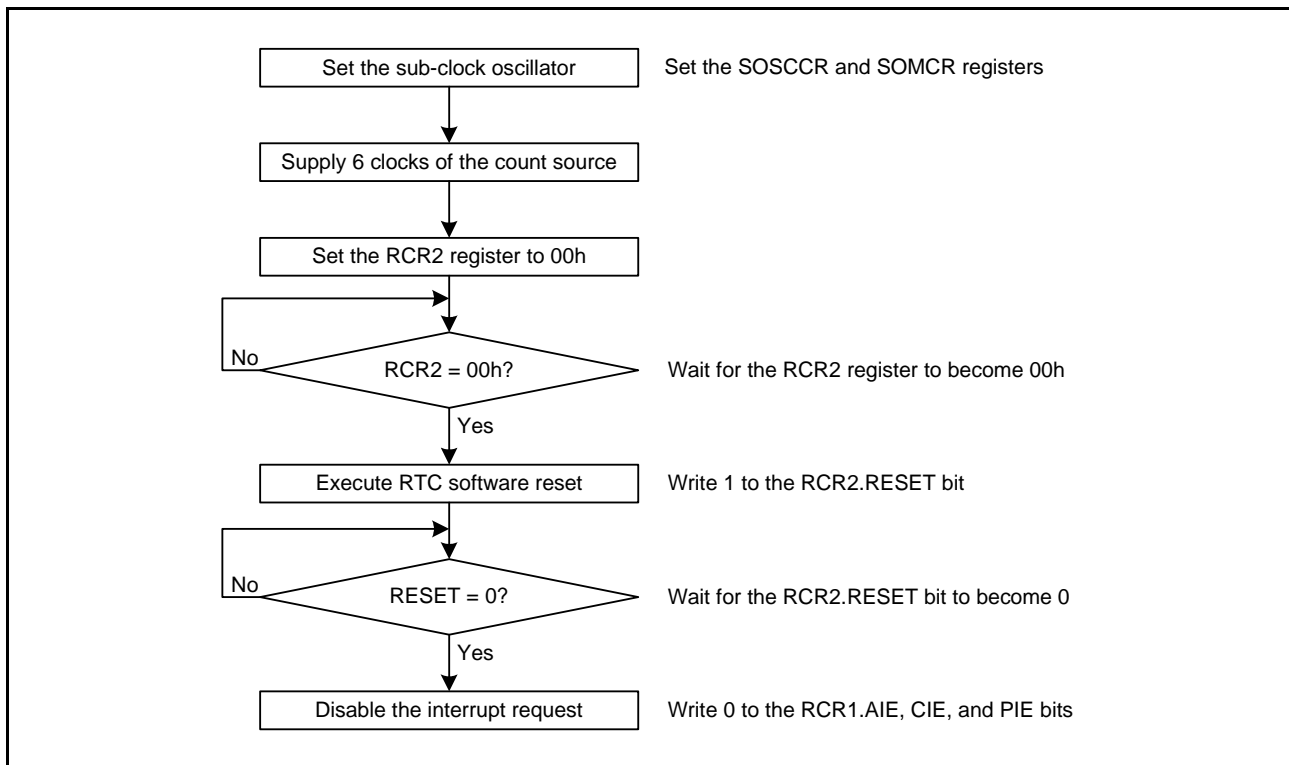 Set the sub-clock oscillator
Set the SOSCCR and SOMCR registers
Supply 6 clocks of the count source
Set the RCR2 register to 00h
No
RCR2 = 00h?
Wait for the RCR2 register to become 00h
Yes
Execute RTC software reset
Write 1 to the RCR2.RESET bit
No
RESET = 0?
Wait for the RCR2.RESET bit to become 0
Yes
Disable the interrupt request
Write 0 to the RCR1.AIE, CIE, and PIE bits